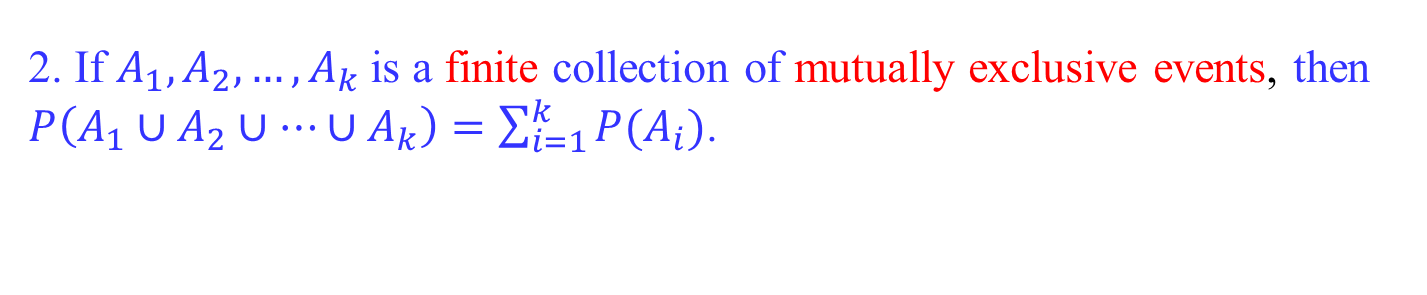 2. If A₁, A₂, … , Aₖ is a finite collection of mutually exclusive events, then
P(A₁ ∪ A₂ ∪ ⋯ ∪ Aₖ) = ∑ᵢ₌₁ᵏ P(Aᵢ).